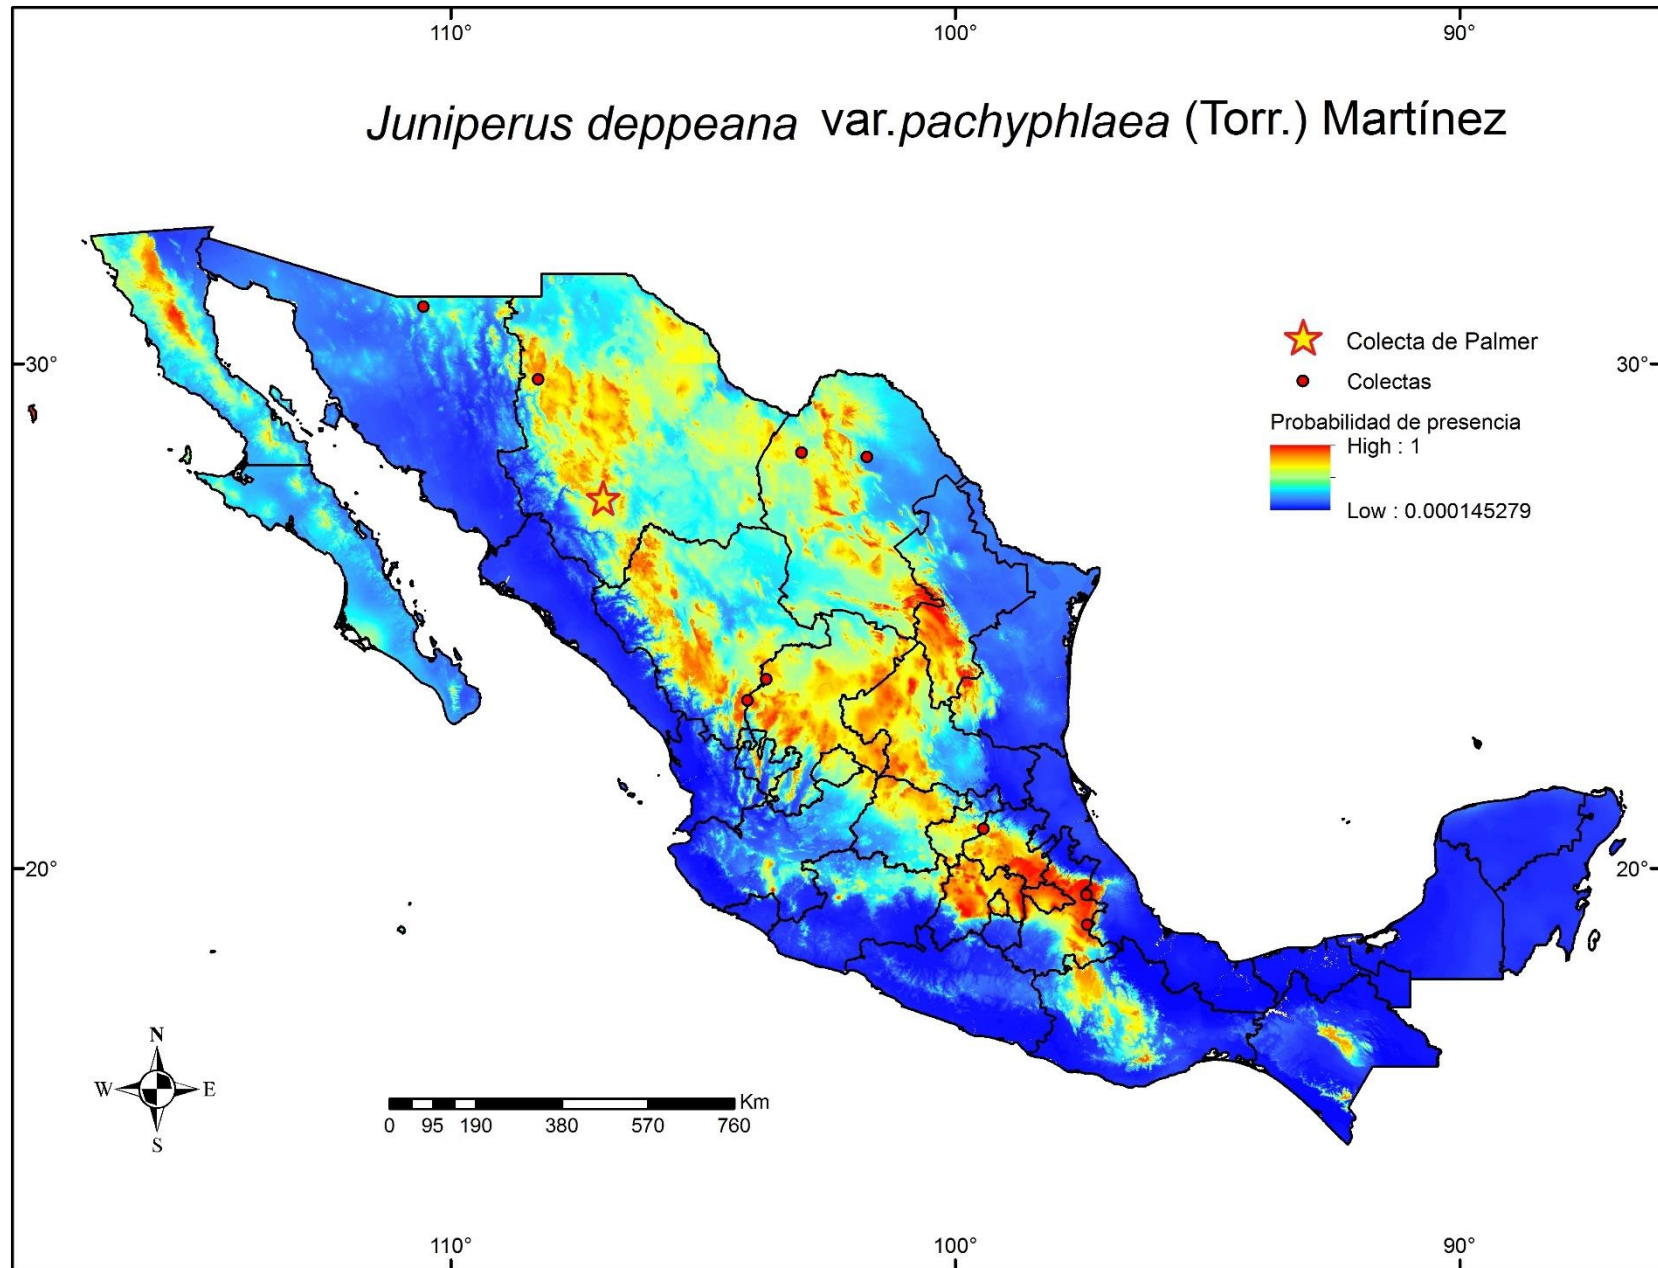 110°
100°
90°
Juniperus deppeana var.pachyphlaea (Torr.) Martínez
30°
30°
Colecta de Palmer
Colectas
Probabilidad de presencia
High : 1
Low : 0.000145279
20°
20°
N
W
E
S
Km
0 95 190 380 570 760
110°
100°
90°